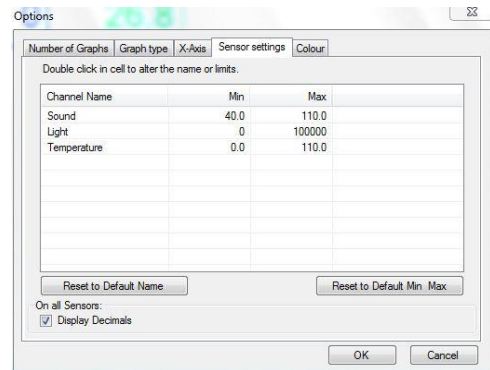 Options
26.8
Number of Graphs Graph type X-Axis Sensor settings Colour
Double click in cell to alter the name or limits.
Channel Name Min Max
Sound 40.0 110.0
Light 0 100000
Temperature 0.0 110.0
Reset to Default Name Reset to Default Min Max
On all Sensors:
Display Decimals
OK Cancel